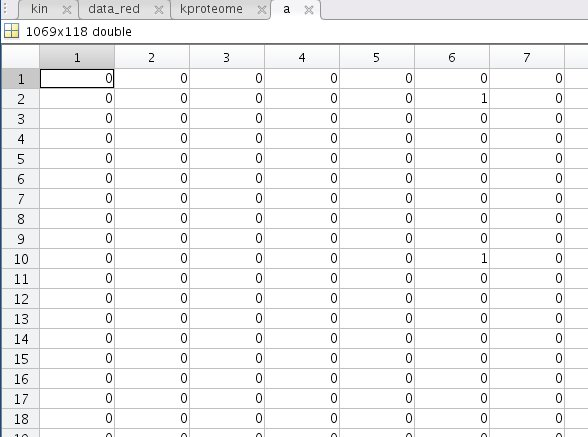 kin data_red kproteome a
1069x118 double
1 2 3 4 5 6 7
1 0 0 0 0 0 0 0
2 0 0 0 0 0 1 0
3 0 0 0 0 0 0 0
4 0 0 0 0 0 0 0
5 0 0 0 0 0 0 0
6 0 0 0 0 0 0 0
7 0 0 0 0 0 0 0
8 0 0 0 0 0 0 0
9 0 0 0 0 0 0 0
10 0 0 0 0 0 1 0
11 0 0 0 0 0 0 0
12 0 0 0 0 0 0 0
13 0 0 0 0 0 0 0
14 0 0 0 0 0 0 0
15 0 0 0 0 0 0 0
16 0 0 0 0 0 0 0
17 0 0 0 0 0 0 0
18 0 0 0 0 0 0 0